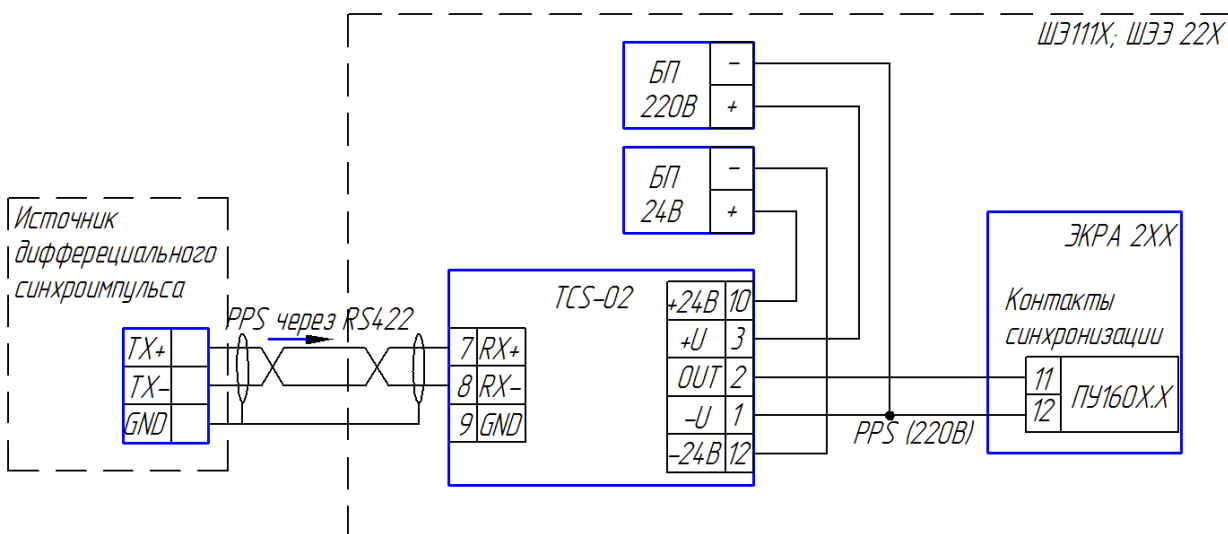 ШЭ111Х; ШЭЭ 22Х
БП
220В
-
+
БП
24В
-
+
Источник
дифферециального
синхроимпульса
TX+
TX-
GND
PPS через RS422
TCS-02
7 RX+
8 RX-
9 GND
+24В 10
+U 3
OUT 2
-U 1
-24В 12
PPS (220В)
ЭКРА 2ХХ
Контакты
синхронизации
11
12
ПУ160Х.Х